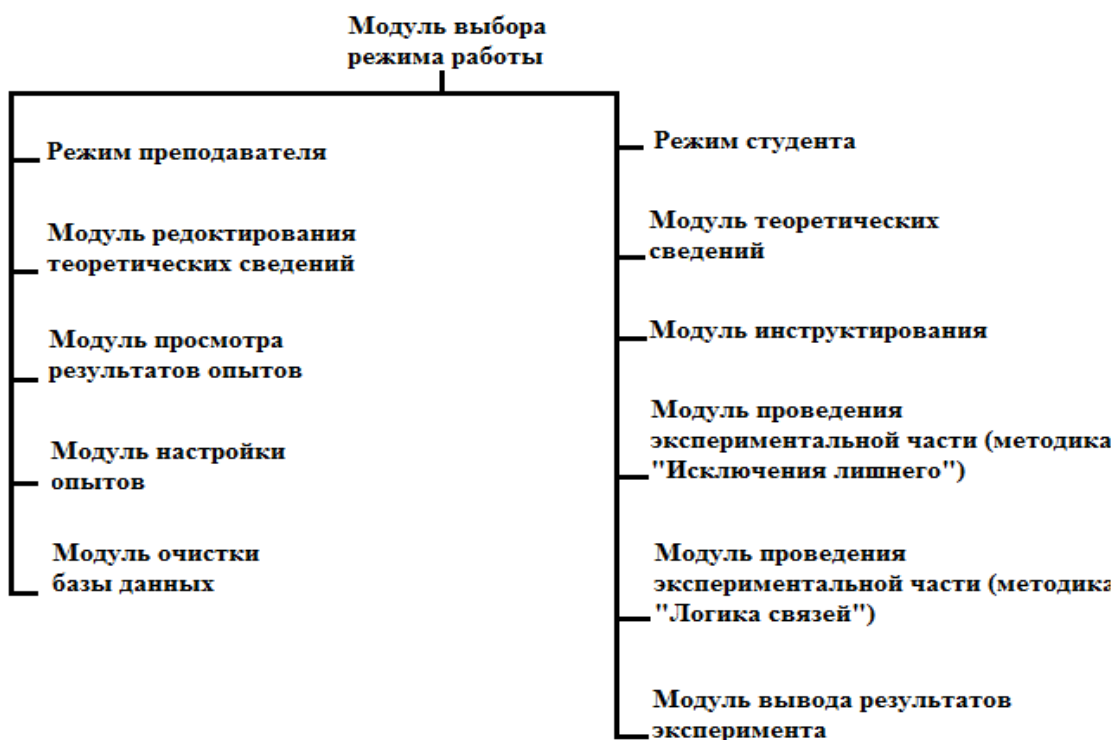 Модуль выбора
режима работы
Режим преподавателя
Модуль редоктирования
теоретических сведений
Модуль просмотра
результатов опытов
Модуль настройки
опытов
Модуль очистки
базы данных
Режим студента
Модуль теоретических
сведений
Модуль инструктирования
Модуль проведения
экспериментальной части (методика
"Исключения лишнего")
Модуль проведения
экспериментальной части (методика
"Логика связей")
Модуль вывода результатов
эксперимента